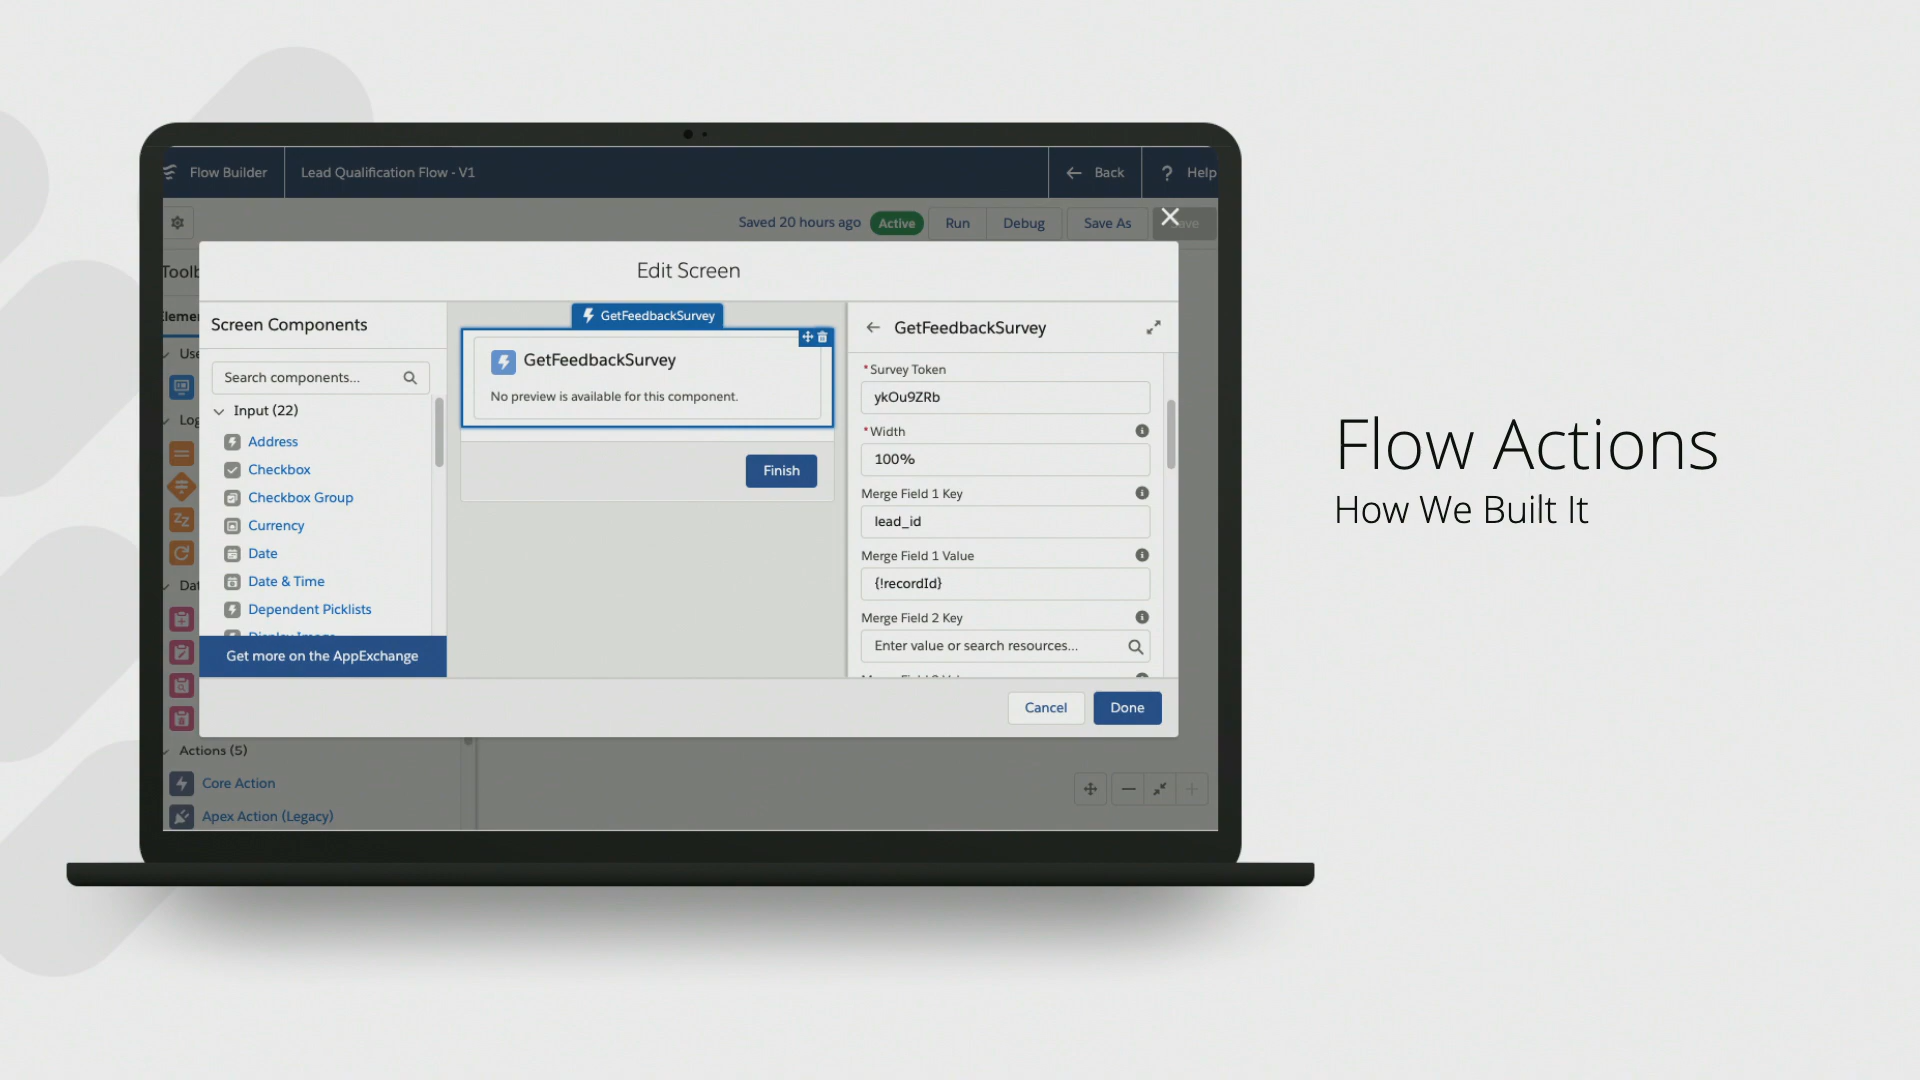 Flow Builder
Lead Qualification Flow - V1
Back
? Help
Saved 20 hours ago
Active
Run
Debug
Save As
Edit Screen
Screen Components
Search components...
Input (22)
Address
Checkbox
Checkbox Group
Currency
Date
Date & Time
Dependent Picklists
Get more on the AppExchange
GetFeedbackSurvey
GetFeedbackSurvey
No preview is available for this component.
Finish
GetFeedbackSurvey
*Survey Token
ykOu9ZRb
*Width
100%
Merge Field 1 Key
lead_id
Merge Field 1 Value
{!recordId}
Merge Field 2 Key
Enter value or search resources...
Cancel
Done
Actions (5)
Core Action
Apex Action (Legacy)
Flow Actions
How We Built It